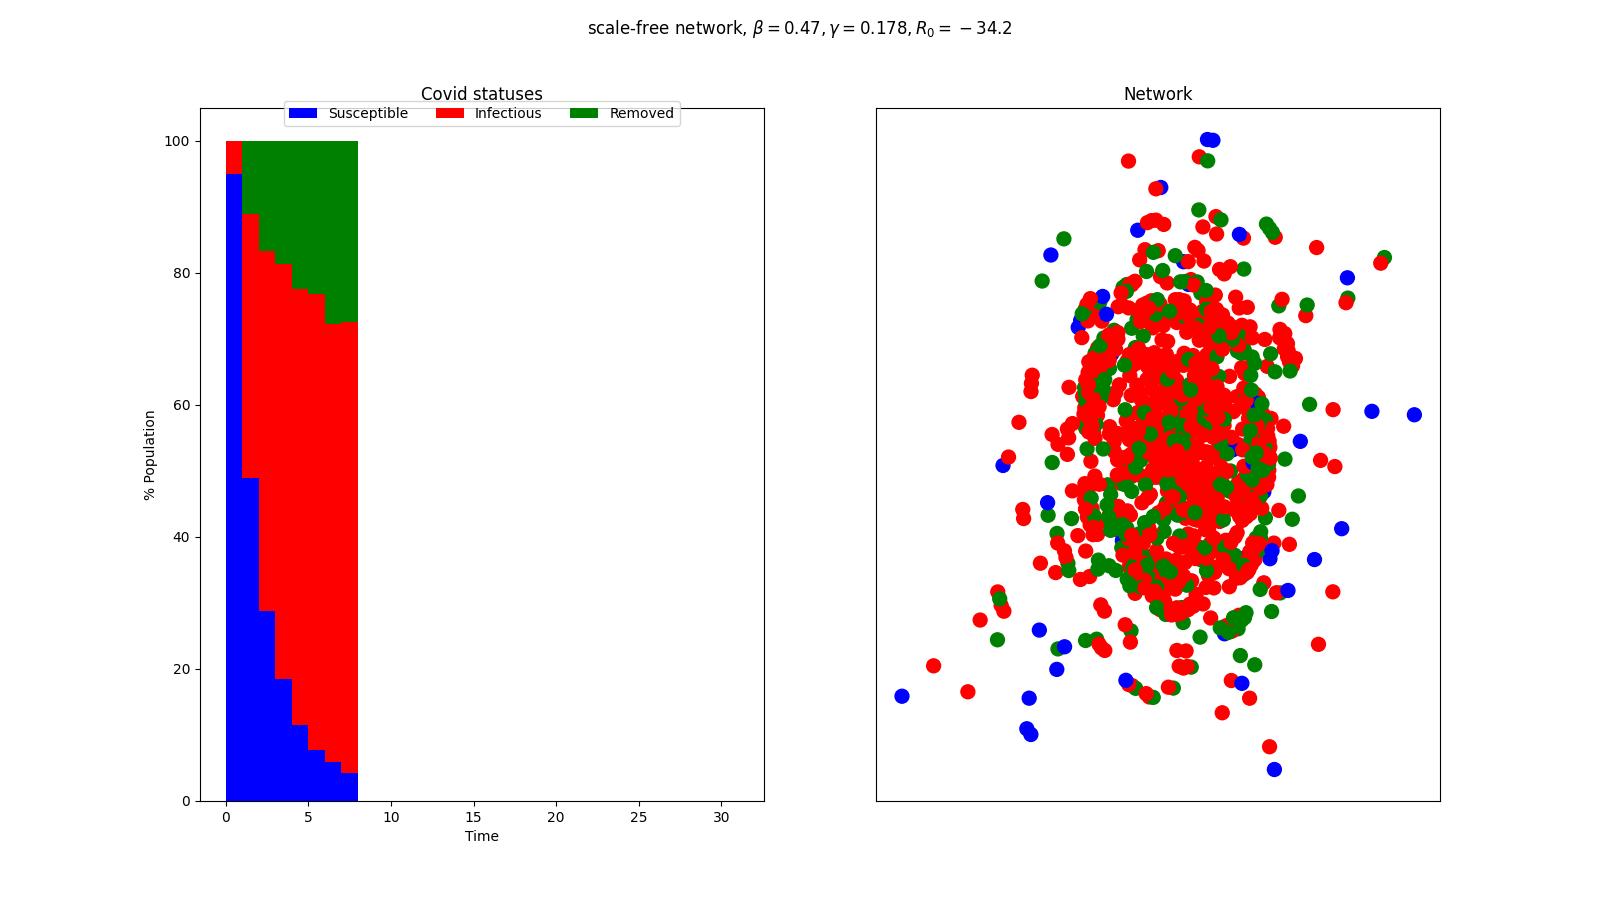 scale-free network, β = 0.47, γ = 0.178, R₀ = −34.2
Covid statuses
Susceptible Infectious Removed
100
80
60
40
20
0
% Population
0 5 10 15 20 25 30
Time
Network